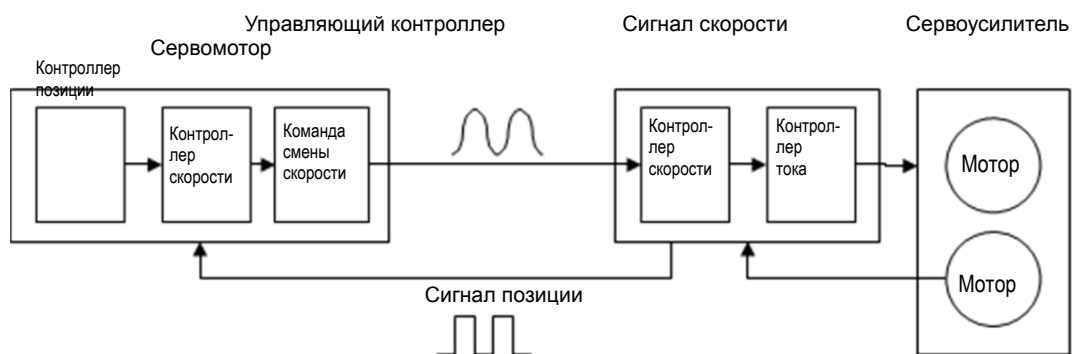 Управляющий контроллер
Сигнал скорости
Сервоусилитель
Сервомотор
Контроллер
позиции
Контрол-
лер
скорости
Команда
смены
скорости
Контрол-
лер
скорости
Контрол-
лер
тока
Мотор
Мотор
Сигнал позиции